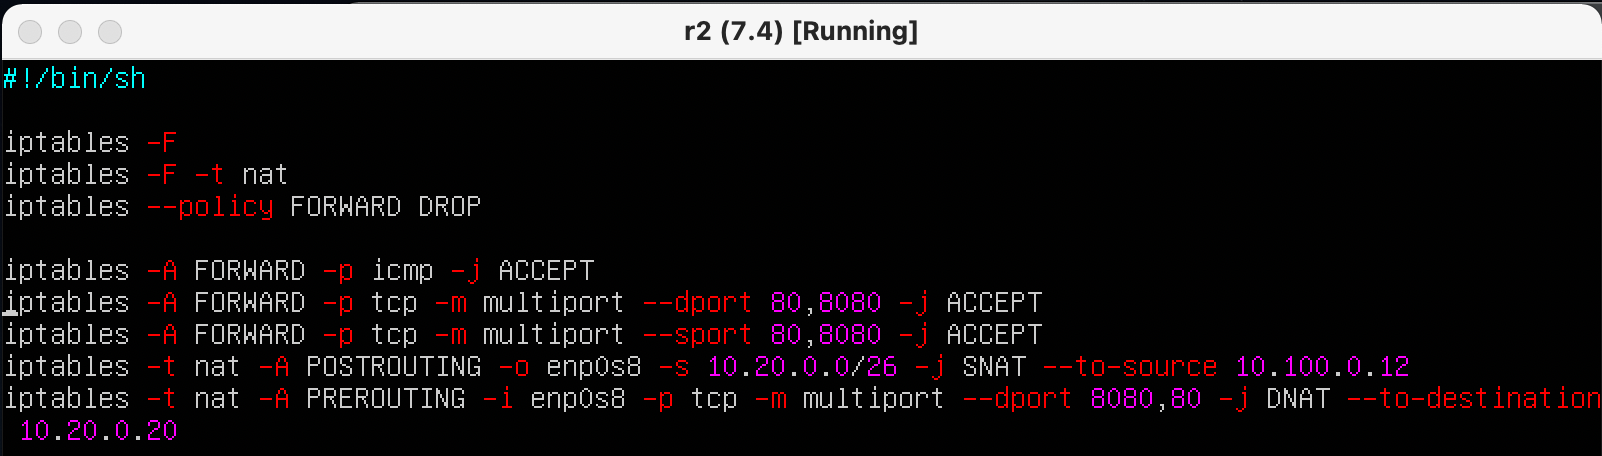 r2 (7.4) [Running]
#!/bin/sh
iptables -F
iptables -F -t nat
iptables --policy FORWARD DROP
iptables -A FORWARD -p icmp -j ACCEPT
iptables -A FORWARD -p tcp -m multiport --dport 80,8080 -j ACCEPT
iptables -A FORWARD -p tcp -m multiport --sport 80,8080 -j ACCEPT
iptables -t nat -A POSTROUTING -o enp0s8 -s 10.20.0.0/26 -j SNAT --to-source 10.100.0.12
iptables -t nat -A PREROUTING -i enp0s8 -p tcp -m multiport --dport 8080,80 -j DNAT --to-destination
10.20.0.20